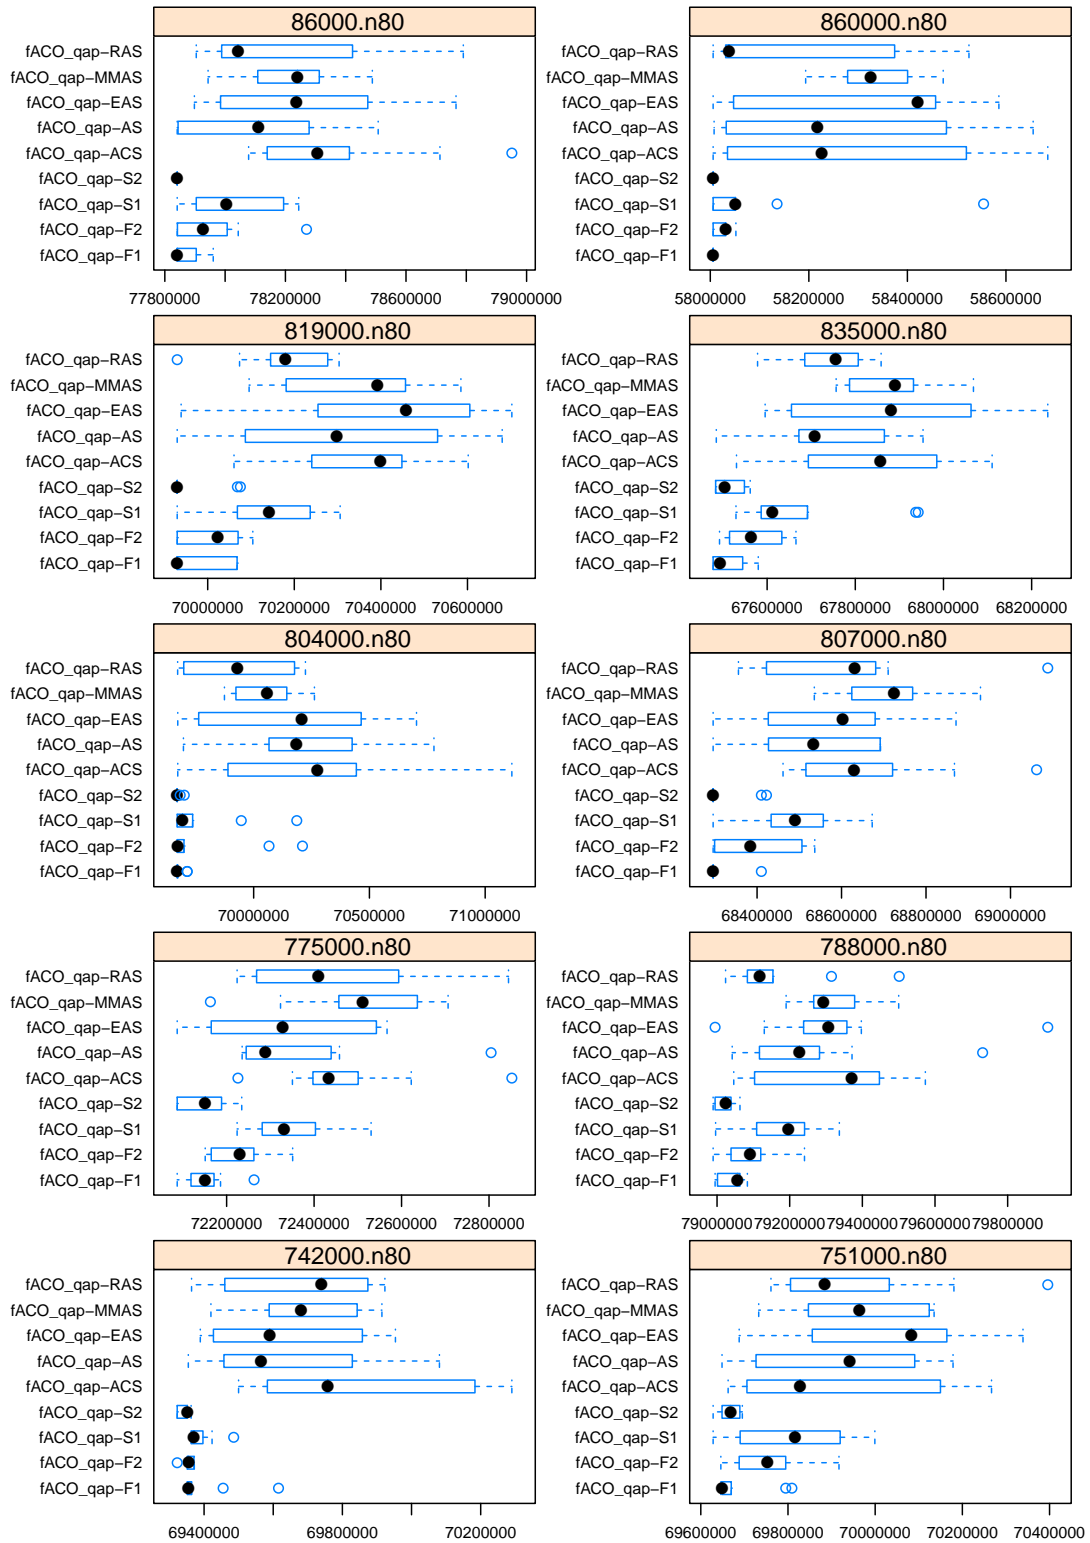 86000.n80
fACO_qap−RAS
fACO_qap−MMAS
fACO_qap−EAS
fACO_qap−AS
fACO_qap−ACS
fACO_qap−S2
fACO_qap−S1
fACO_qap−F2
fACO_qap−F1
77800000 78200000 78600000 79000000
860000.n80
fACO_qap−RAS
fACO_qap−MMAS
fACO_qap−EAS
fACO_qap−AS
fACO_qap−ACS
fACO_qap−S2
fACO_qap−S1
fACO_qap−F2
fACO_qap−F1
58000000 58200000 58400000 58600000
819000.n80
fACO_qap−RAS
fACO_qap−MMAS
fACO_qap−EAS
fACO_qap−AS
fACO_qap−ACS
fACO_qap−S2
fACO_qap−S1
fACO_qap−F2
fACO_qap−F1
70000000 70200000 70400000 70600000
835000.n80
fACO_qap−RAS
fACO_qap−MMAS
fACO_qap−EAS
fACO_qap−AS
fACO_qap−ACS
fACO_qap−S2
fACO_qap−S1
fACO_qap−F2
fACO_qap−F1
67600000 67800000 68000000 68200000
804000.n80
fACO_qap−RAS
fACO_qap−MMAS
fACO_qap−EAS
fACO_qap−AS
fACO_qap−ACS
fACO_qap−S2
fACO_qap−S1
fACO_qap−F2
fACO_qap−F1
70000000 70500000 71000000
807000.n80
fACO_qap−RAS
fACO_qap−MMAS
fACO_qap−EAS
fACO_qap−AS
fACO_qap−ACS
fACO_qap−S2
fACO_qap−S1
fACO_qap−F2
fACO_qap−F1
68400000 68600000 68800000 69000000
775000.n80
fACO_qap−RAS
fACO_qap−MMAS
fACO_qap−EAS
fACO_qap−AS
fACO_qap−ACS
fACO_qap−S2
fACO_qap−S1
fACO_qap−F2
fACO_qap−F1
72200000 72400000 72600000 72800000
788000.n80
fACO_qap−RAS
fACO_qap−MMAS
fACO_qap−EAS
fACO_qap−AS
fACO_qap−ACS
fACO_qap−S2
fACO_qap−S1
fACO_qap−F2
fACO_qap−F1
79000000 79200000 79400000 79600000 79800000
742000.n80
fACO_qap−RAS
fACO_qap−MMAS
fACO_qap−EAS
fACO_qap−AS
fACO_qap−ACS
fACO_qap−S2
fACO_qap−S1
fACO_qap−F2
fACO_qap−F1
69400000 69800000 70200000
751000.n80
fACO_qap−RAS
fACO_qap−MMAS
fACO_qap−EAS
fACO_qap−AS
fACO_qap−ACS
fACO_qap−S2
fACO_qap−S1
fACO_qap−F2
fACO_qap−F1
69600000 69800000 70000000 70200000 70400000